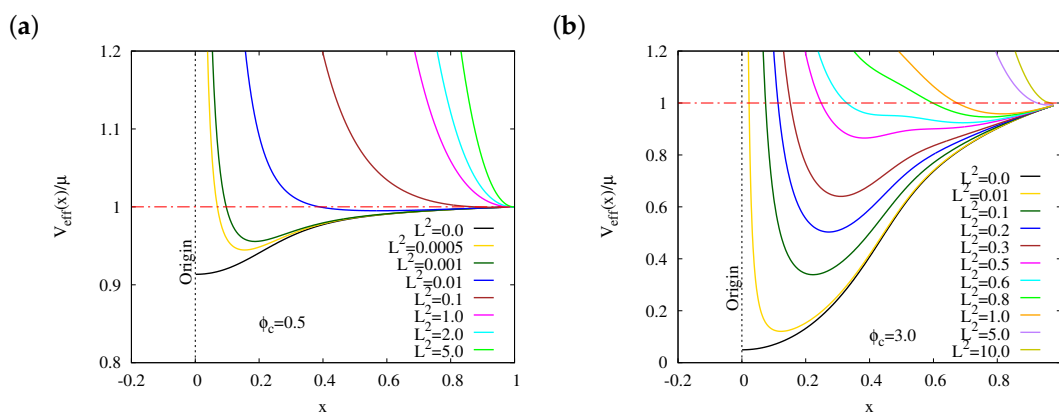 (a)
V_eff(x)/μ
1.2
1.1
1
0.9
0.8
Origin
ϕ_c=0.5
L²=0.0
L²=0.0005
L²=0.001
L²=0.01
L²=0.1
L²=1.0
L²=2.0
L²=5.0
-0.2 0 0.2 0.4 0.6 0.8 1
x
(b)
V_eff(x)/μ
1.2
1
0.8
0.6
0.4
0.2
0
Origin
ϕ_c=3.0
L²=0.0
L²=0.01
L²=0.1
L²=0.2
L²=0.3
L²=0.5
L²=0.6
L²=0.8
L²=1.0
L²=5.0
L²=10.0
-0.2 0 0.2 0.4 0.6 0.8
x